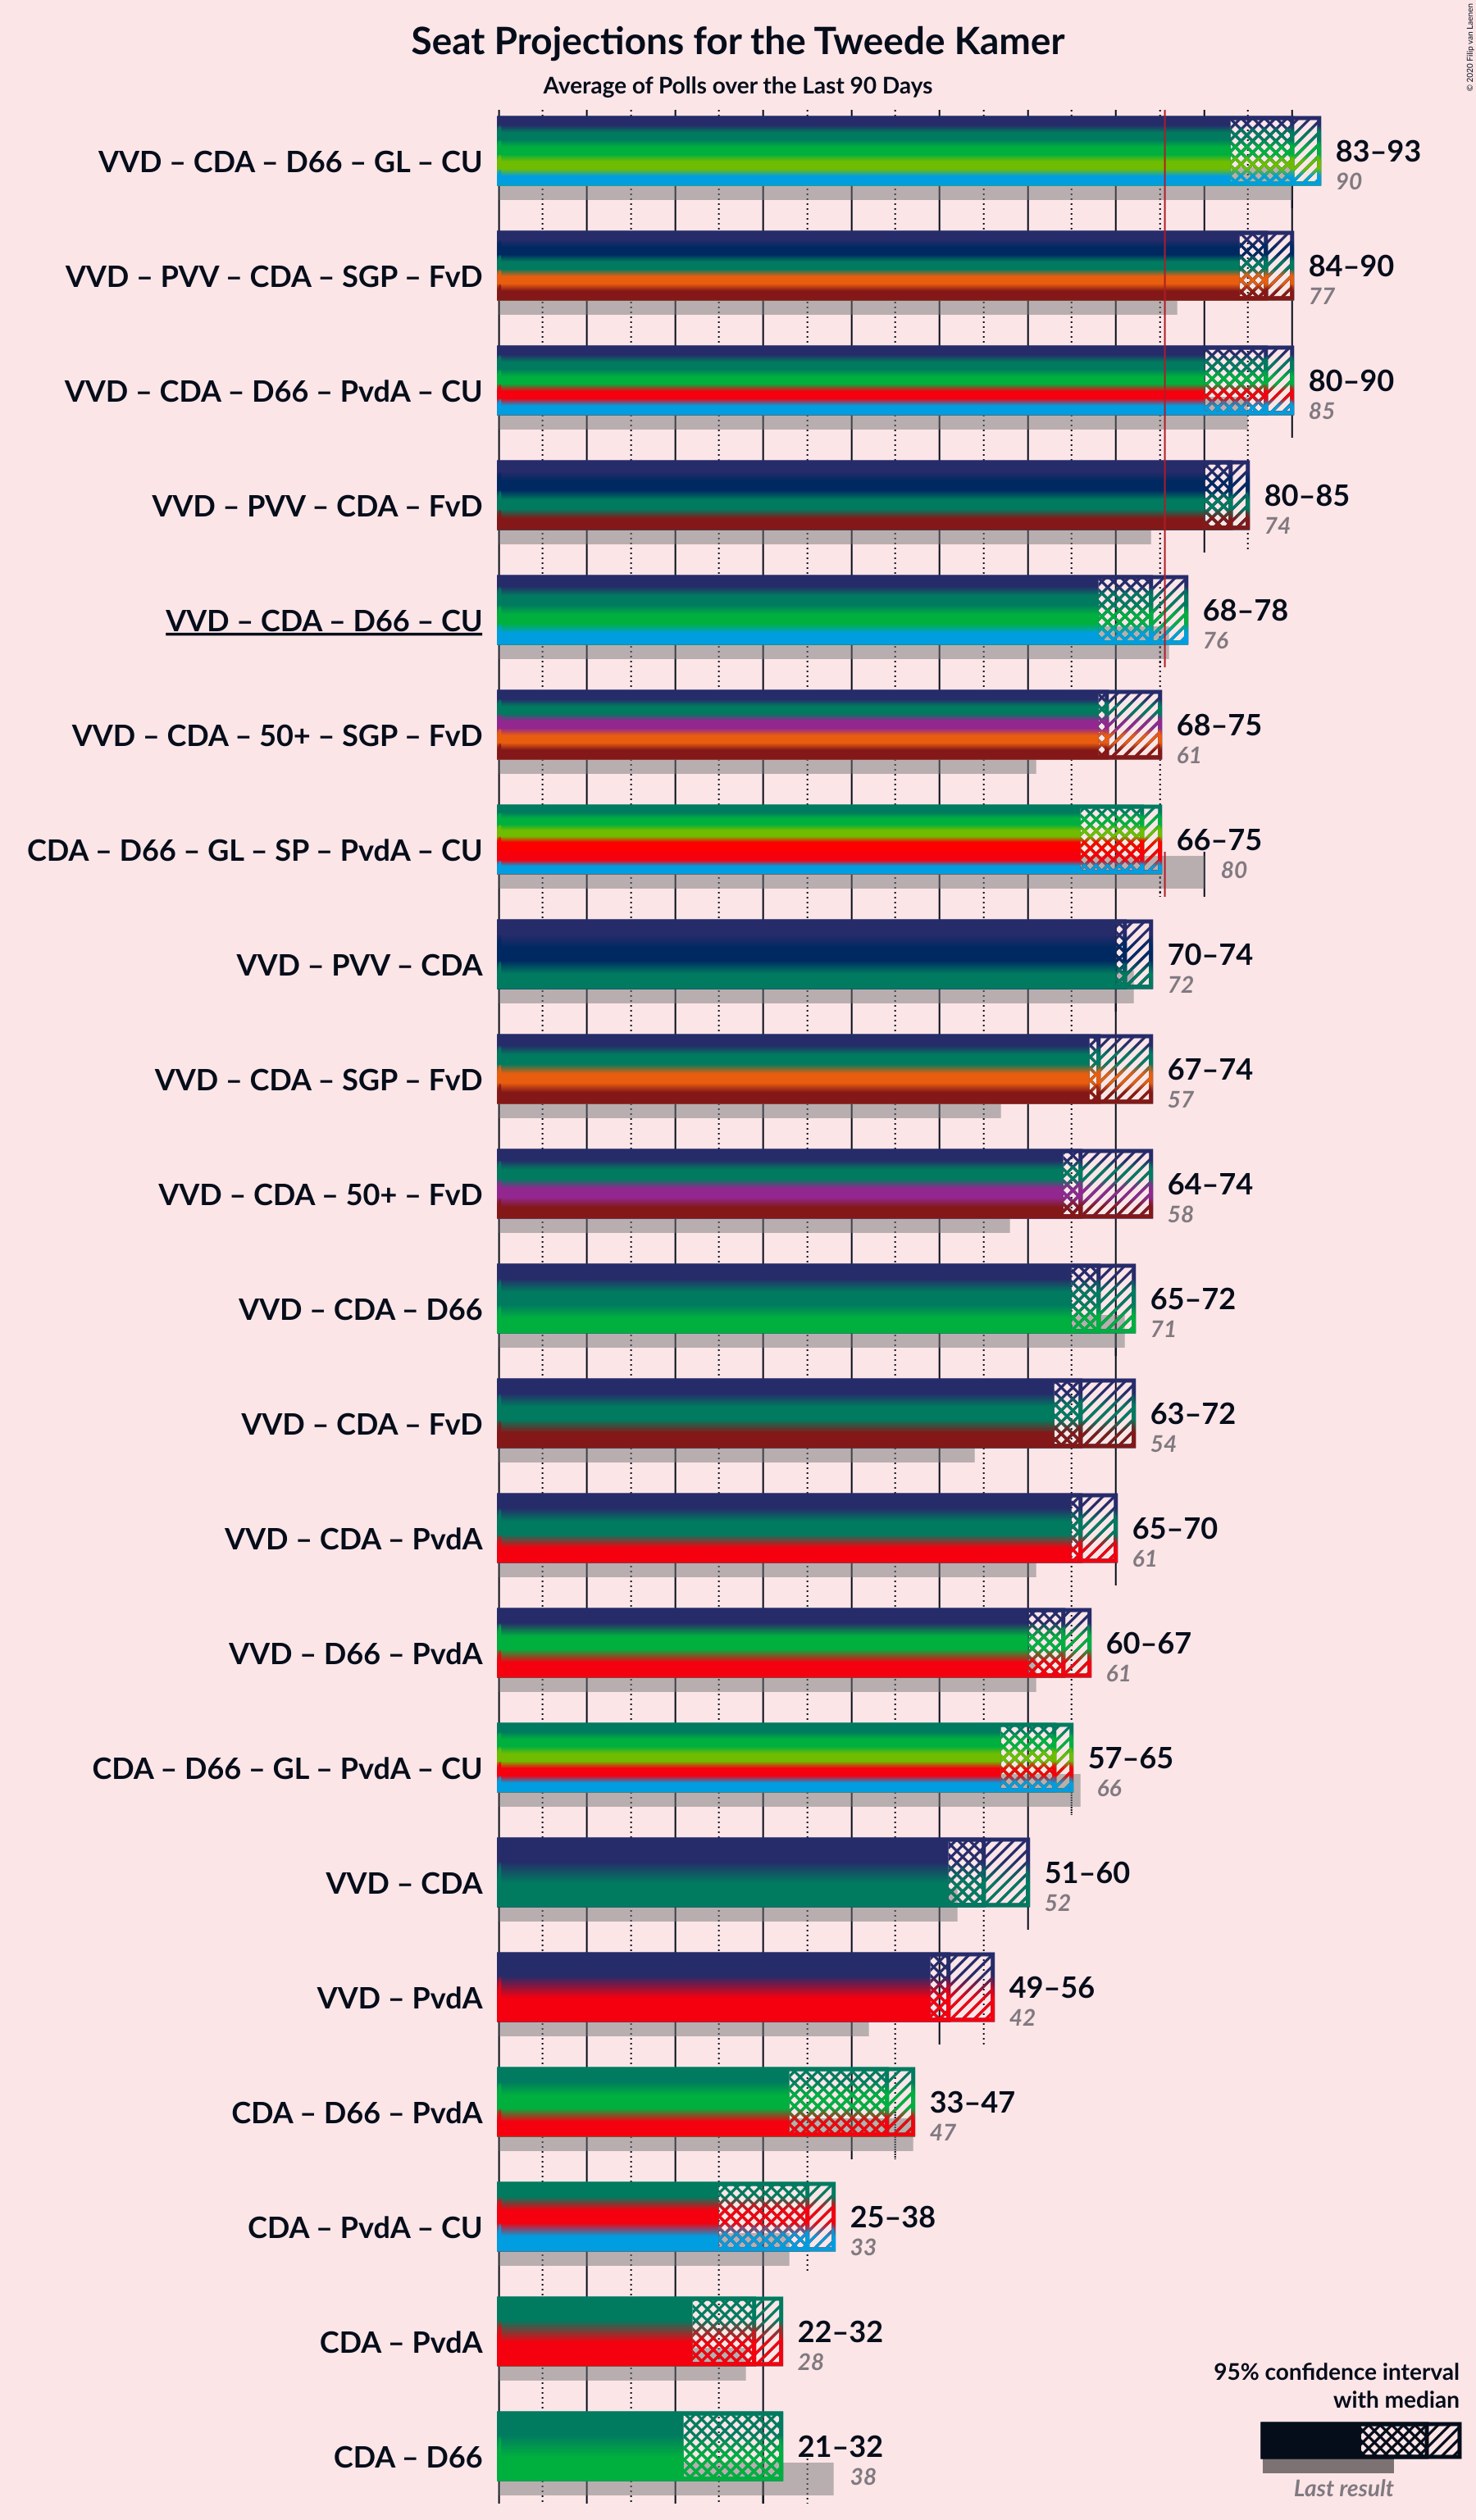 Seat Projections for the Tweede Kamer
Average of Polls over the Last 90 Days
© 2020 Filip van Laenen
VVD – CDA – D66 – GL – CU
83–93
90
VVD – PVV – CDA – SGP – FvD
84–90
77
VVD – CDA – D66 – PvdA – CU
80–90
85
VVD – PVV – CDA – FvD
80–85
74
VVD – CDA – D66 – CU
68–78
76
VVD – CDA – 50+ – SGP – FvD
68–75
61
CDA – D66 – GL – SP – PvdA – CU
66–75
80
VVD – PVV – CDA
70–74
72
VVD – CDA – SGP – FvD
67–74
57
VVD – CDA – 50+ – FvD
64–74
58
VVD – CDA – D66
65–72
71
VVD – CDA – FvD
63–72
54
VVD – CDA – PvdA
65–70
61
VVD – D66 – PvdA
60–67
61
CDA – D66 – GL – PvdA – CU
57–65
66
VVD – CDA
51–60
52
VVD – PvdA
49–56
42
CDA – D66 – PvdA
33–47
47
CDA – PvdA – CU
25–38
33
CDA – PvdA
22–32
28
CDA – D66
21–32
38
95% confidence interval
with median
Last result